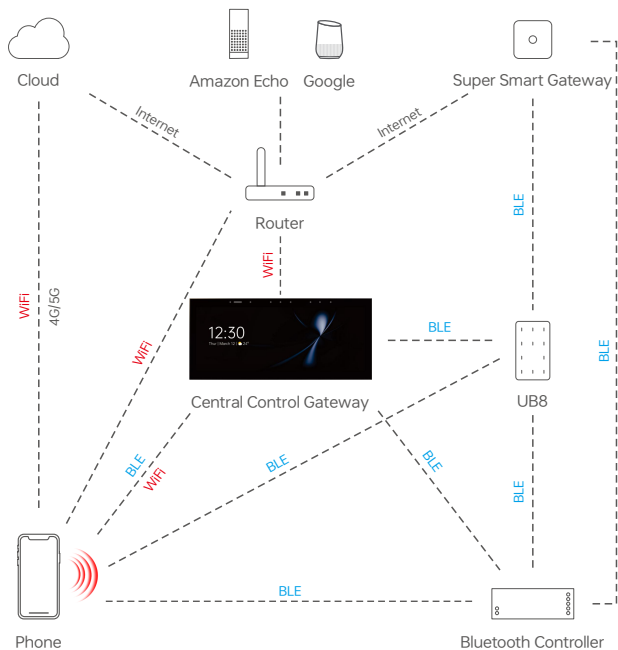 Cloud
Amazon Echo
Google
Super Smart Gateway
Internet
Internet
Router
BLE
WiFi
WiFi
4G/5G
12:30
WiFi
BLE
BLE
Central Control Gateway
UB8
BLE
WiFi
BLE
BLE
BLE
BLE
Phone
Bluetooth Controller